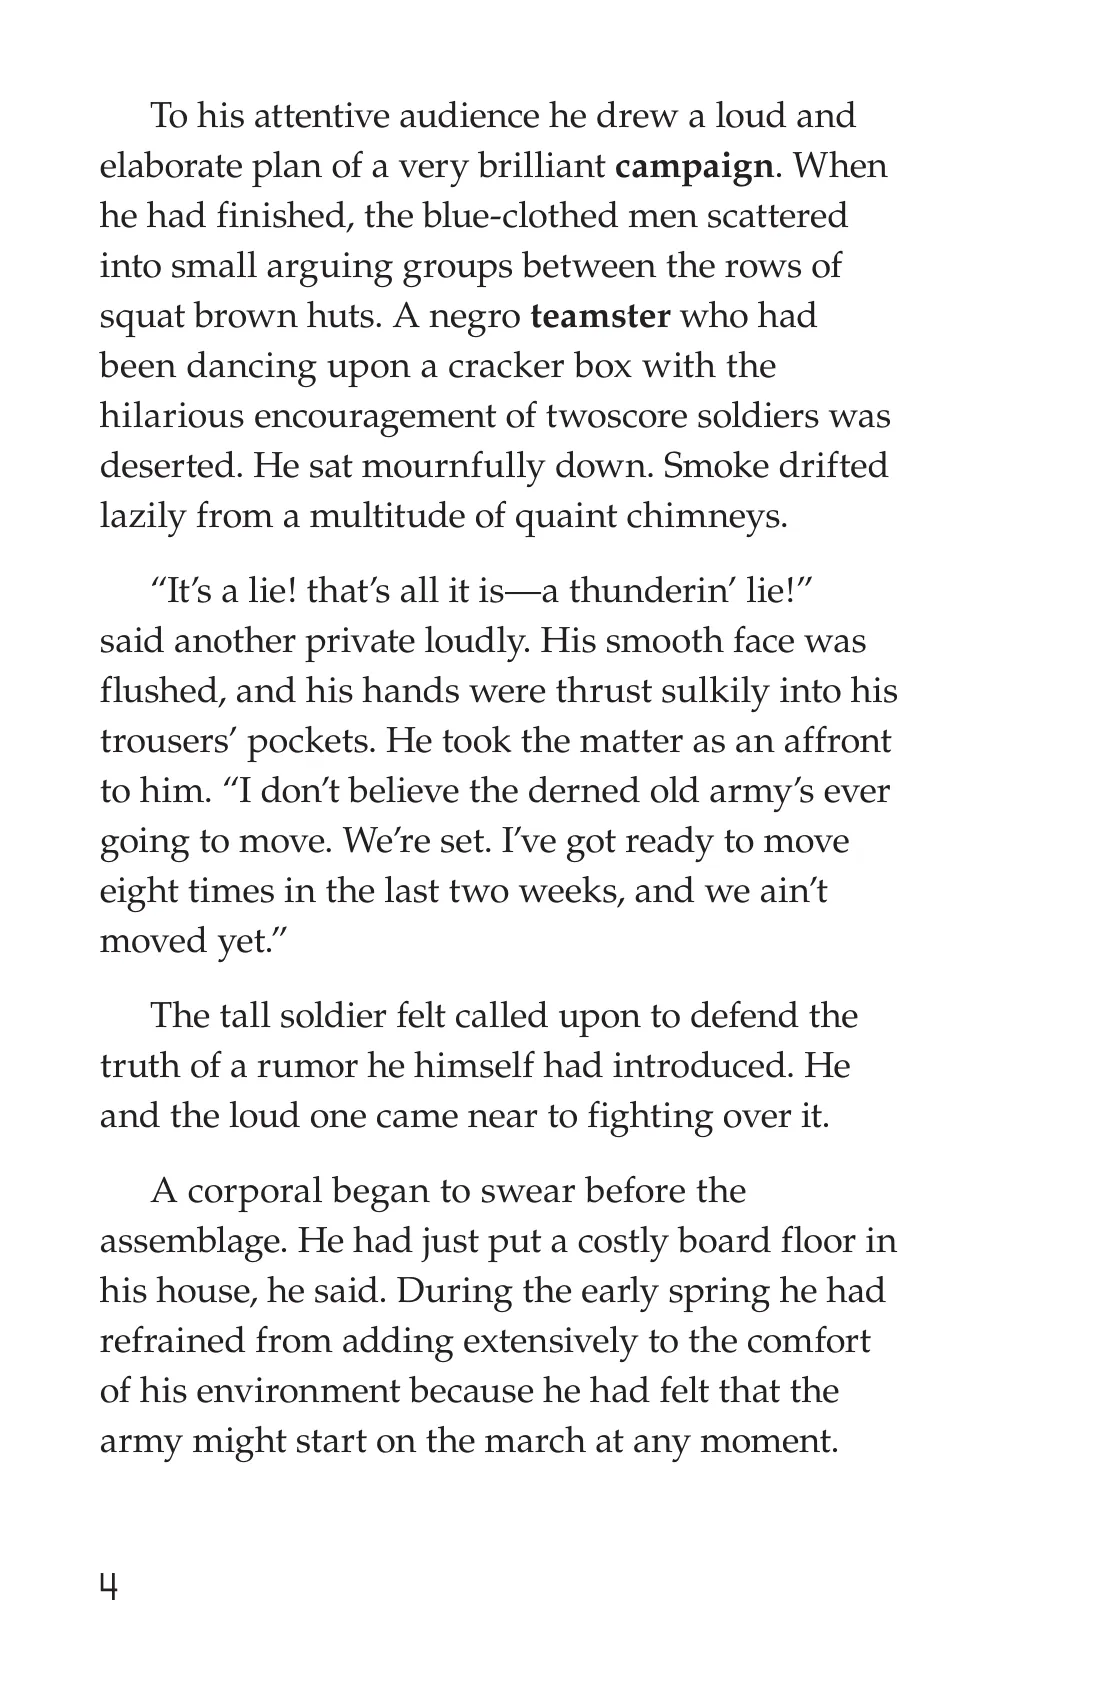 To his attentive audience he drew a loud and
elaborate plan of a very brilliant campaign. When
he had finished, the blue-clothed men scattered
into small arguing groups between the rows of
squat brown huts. A negro teamster who had
been dancing upon a cracker box with the
hilarious encouragement of twoscore soldiers was
deserted. He sat mournfully down. Smoke drifted
lazily from a multitude of quaint chimneys.
“It’s a lie! that’s all it is—a thunderin’ lie!”
said another private loudly. His smooth face was
flushed, and his hands were thrust sulkily into his
trousers’ pockets. He took the matter as an affront
to him. “I don’t believe the derned old army’s ever
going to move. We’re set. I’ve got ready to move
eight times in the last two weeks, and we ain’t
moved yet.”
The tall soldier felt called upon to defend the
truth of a rumor he himself had introduced. He
and the loud one came near to fighting over it.
A corporal began to swear before the
assemblage. He had just put a costly board floor in
his house, he said. During the early spring he had
refrained from adding extensively to the comfort
of his environment because he had felt that the
army might start on the march at any moment.
4